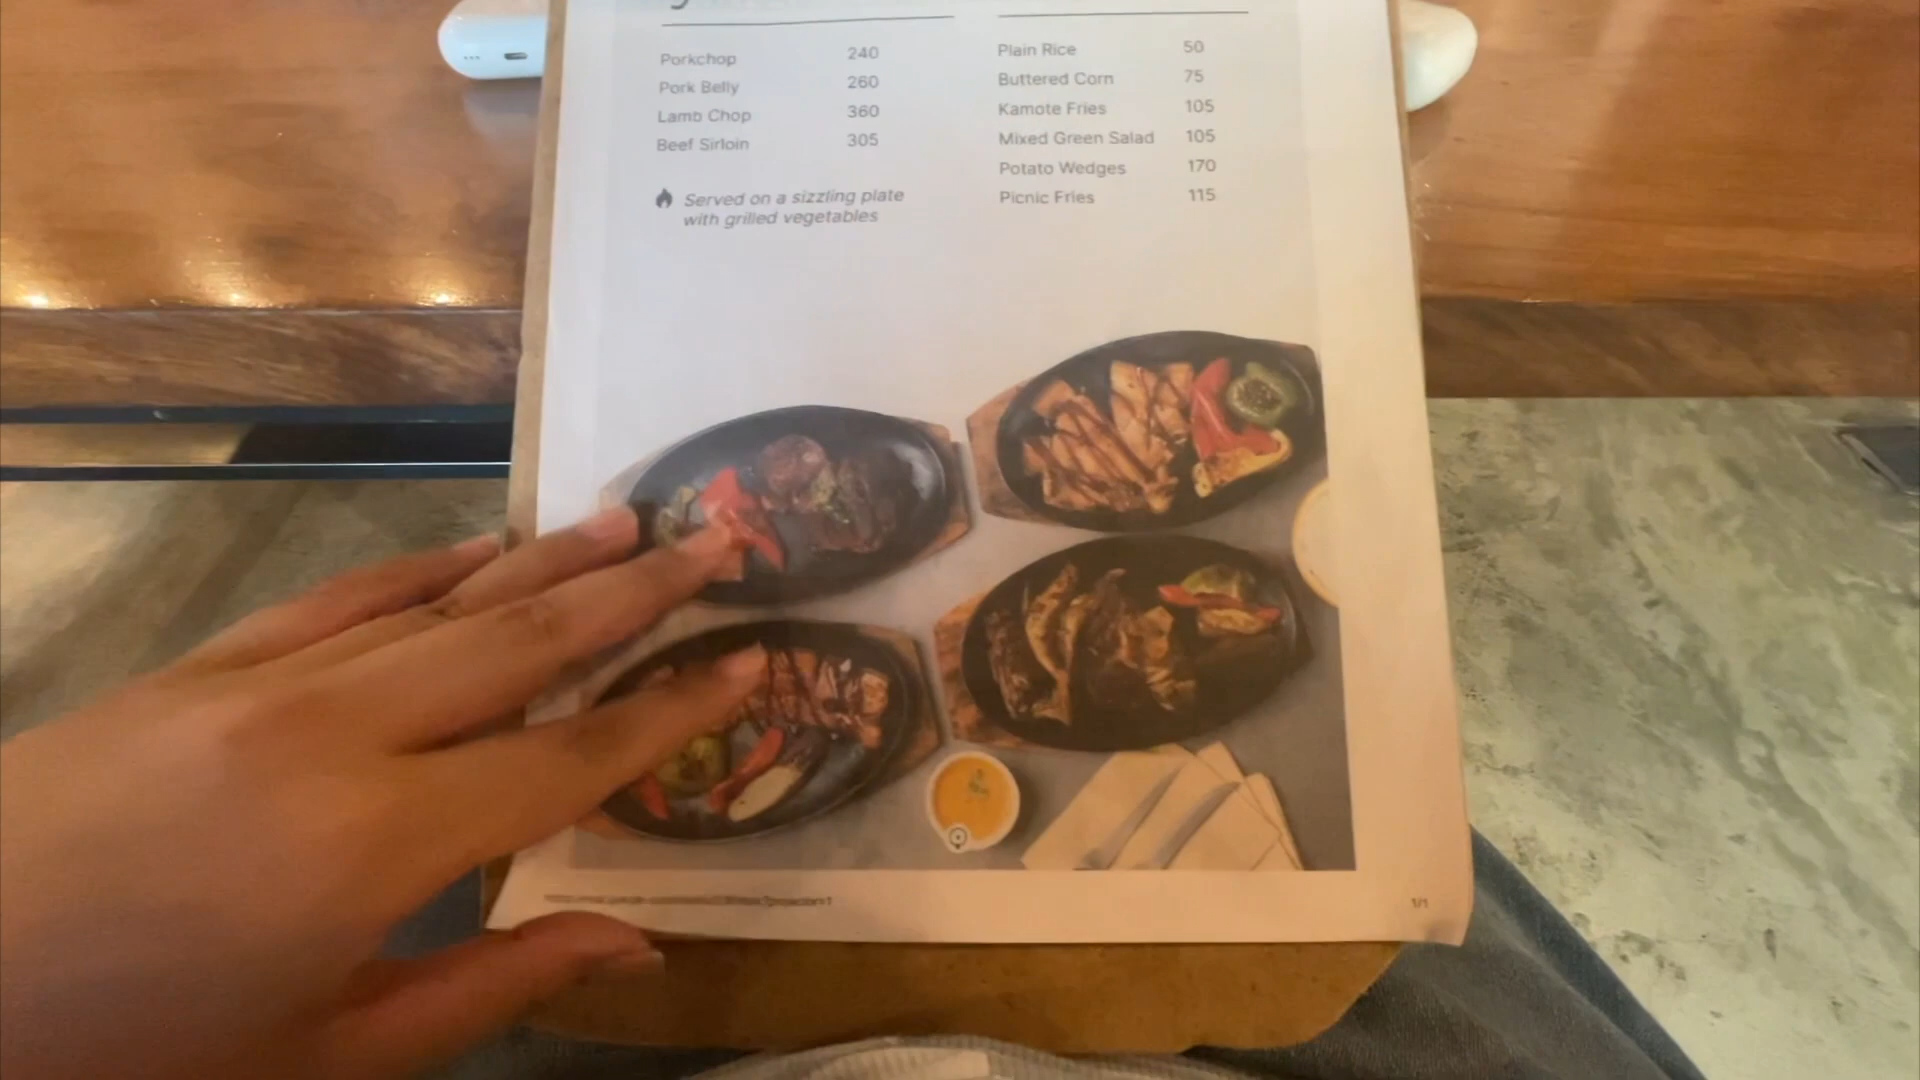 Porkchop 240
Pork Belly 260
Lamb Chop 360
Beef Sirloin 305
Served on a sizzling plate
with grilled vegetables
Plain Rice 50
Buttered Corn 75
Kamote Fries 105
Mixed Green Salad 105
Potato Wedges 170
Picnic Fries 115
1/1